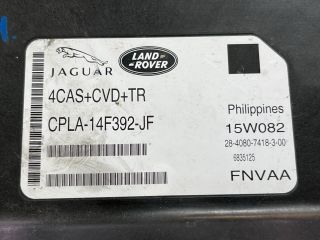 JAGUAR
LAND ROVER
4CAS+CVD+TR
CPLA-14F392-JF
Philippines
15W082
28-4080-7418-3-00
6835125
FNVAA